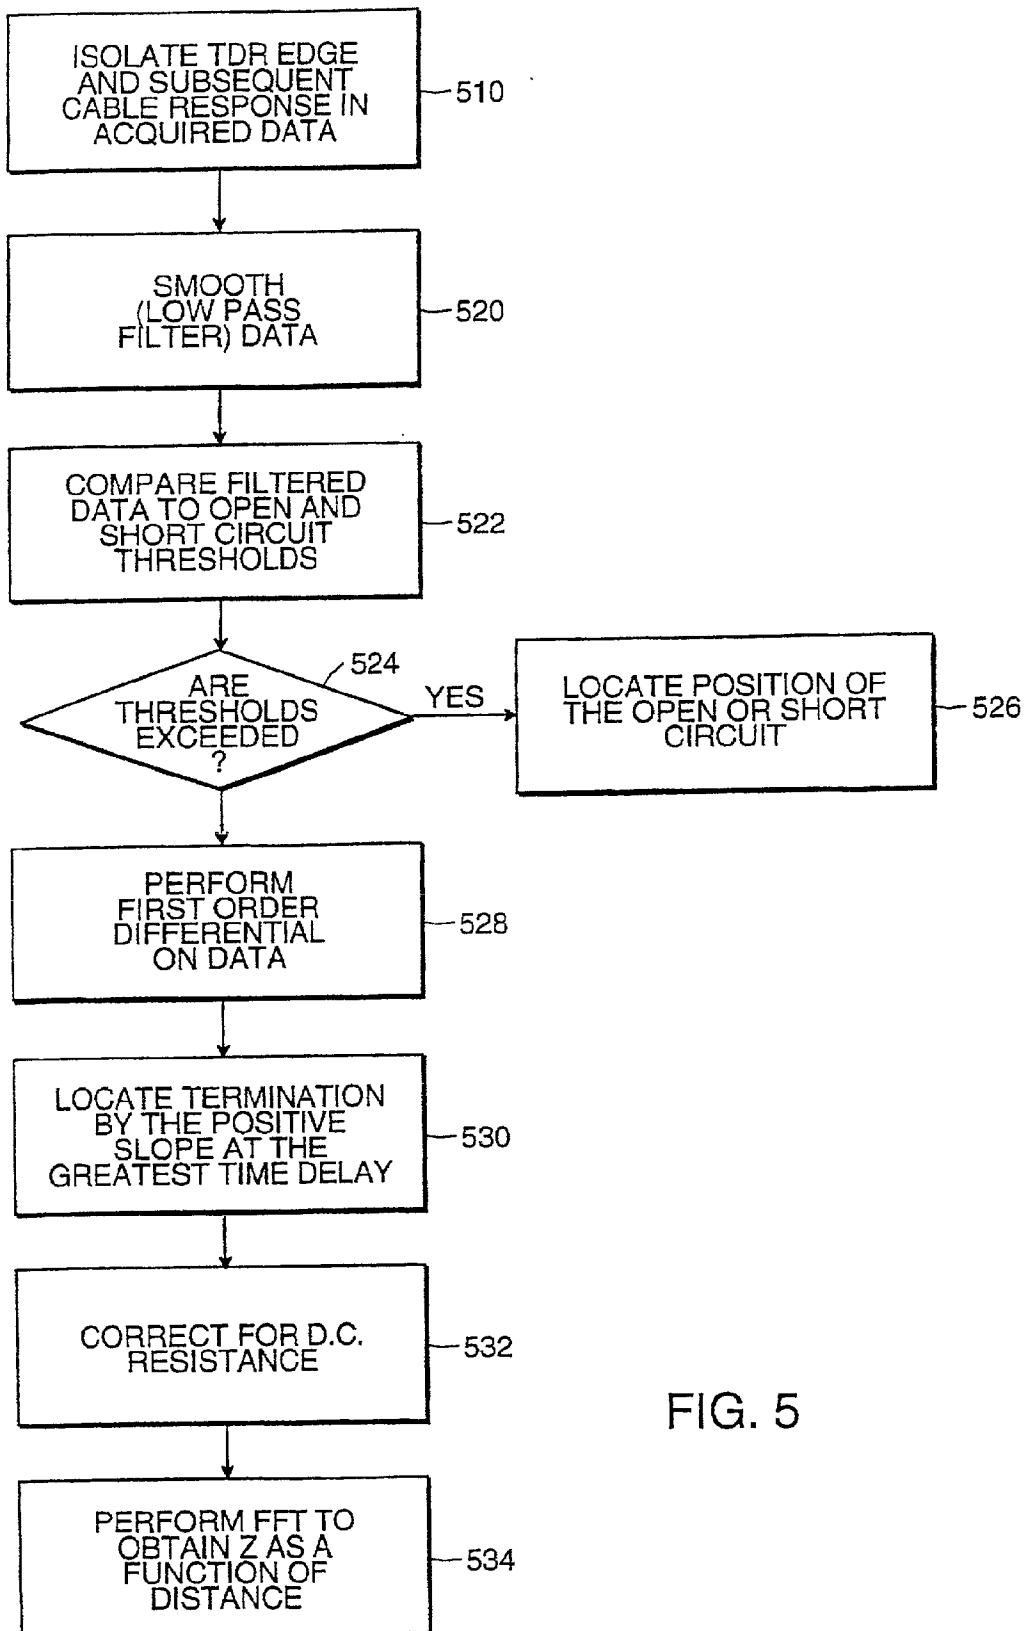 ISOLATE TDR EDGE
AND SUBSEQUENT
CABLE RESPONSE IN
ACQUIRED DATA
510
SMOOTH
(LOW PASS
FILTER) DATA
520
COMPARE FILTERED
DATA TO OPEN AND
SHORT CIRCUIT
THRESHOLDS
522
ARE
THRESHOLDS
EXCEEDED
?
524
YES
LOCATE POSITION OF
THE OPEN OR SHORT
CIRCUIT
526
PERFORM
FIRST ORDER
DIFFERENTIAL
ON DATA
528
LOCATE TERMINATION
BY THE POSITIVE
SLOPE AT THE
GREATEST TIME DELAY
530
CORRECT FOR D.C.
RESISTANCE
532
PERFORM FFT TO
OBTAIN Z AS A
FUNCTION OF
DISTANCE
534
FIG. 5